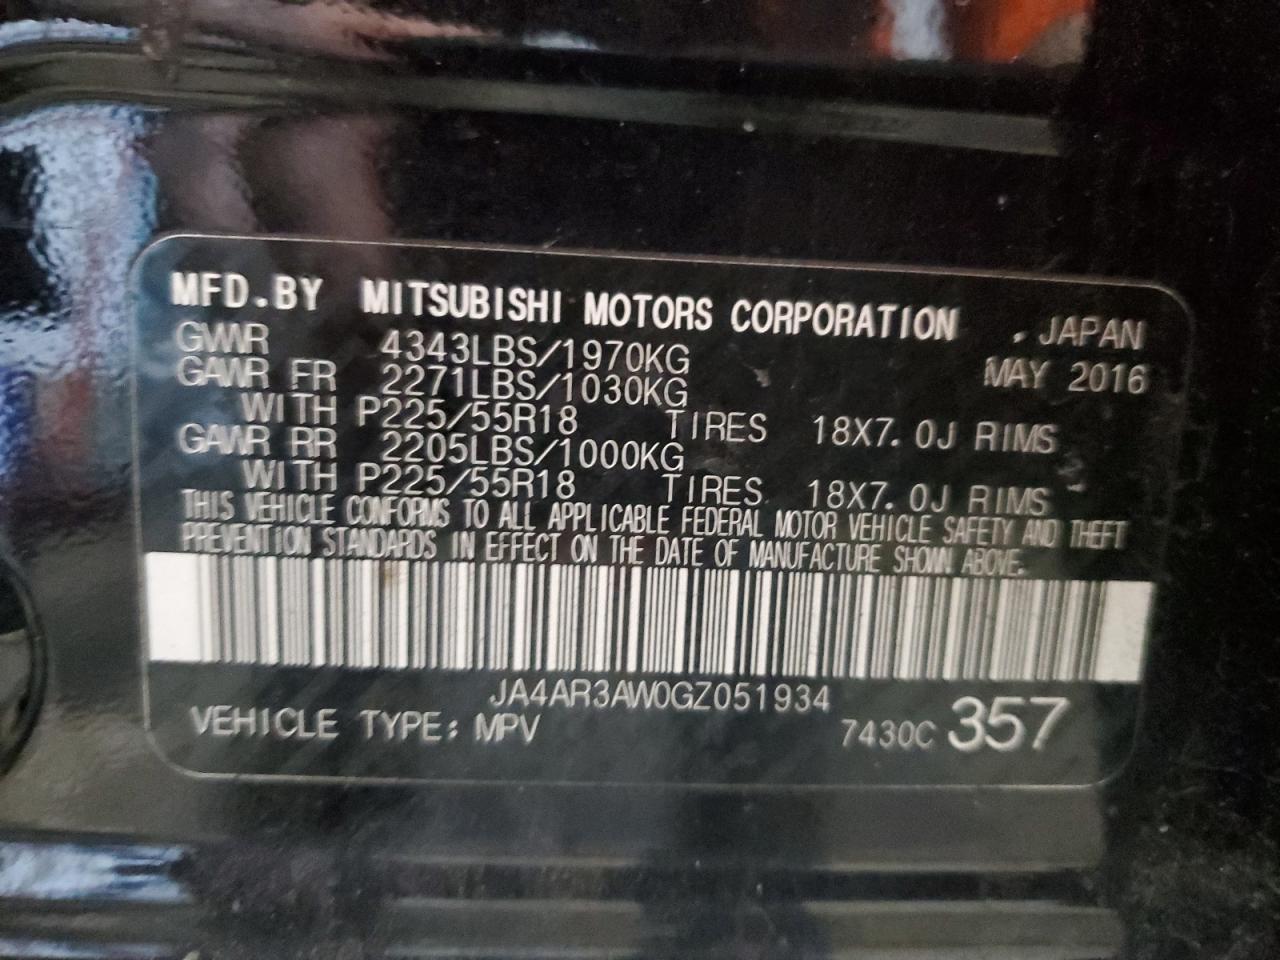 MFD.BY MITSUBISHI MOTORS CORPORATION , JAPAN
GVWR 4343LBS/1970KG MAY 2016
GAWR FR 2271LBS/1030KG
WITH P225/55R18 TIRES 18X7.0J RIMS
GAWR RR 2205LBS/1000KG
WITH P225/55R18 TIRES 18X7.0J RIMS
THIS VEHICLE CONFORMS TO ALL APPLICABLE FEDERAL MOTOR VEHICLE SAFETY AND THEFT
PREVENTION STANDARDS IN EFFECT ON THE DATE OF MANUFACTURE SHOWN ABOVE.
JA4AR3AW0GZ051934
VEHICLE TYPE: MPV 7430C 357